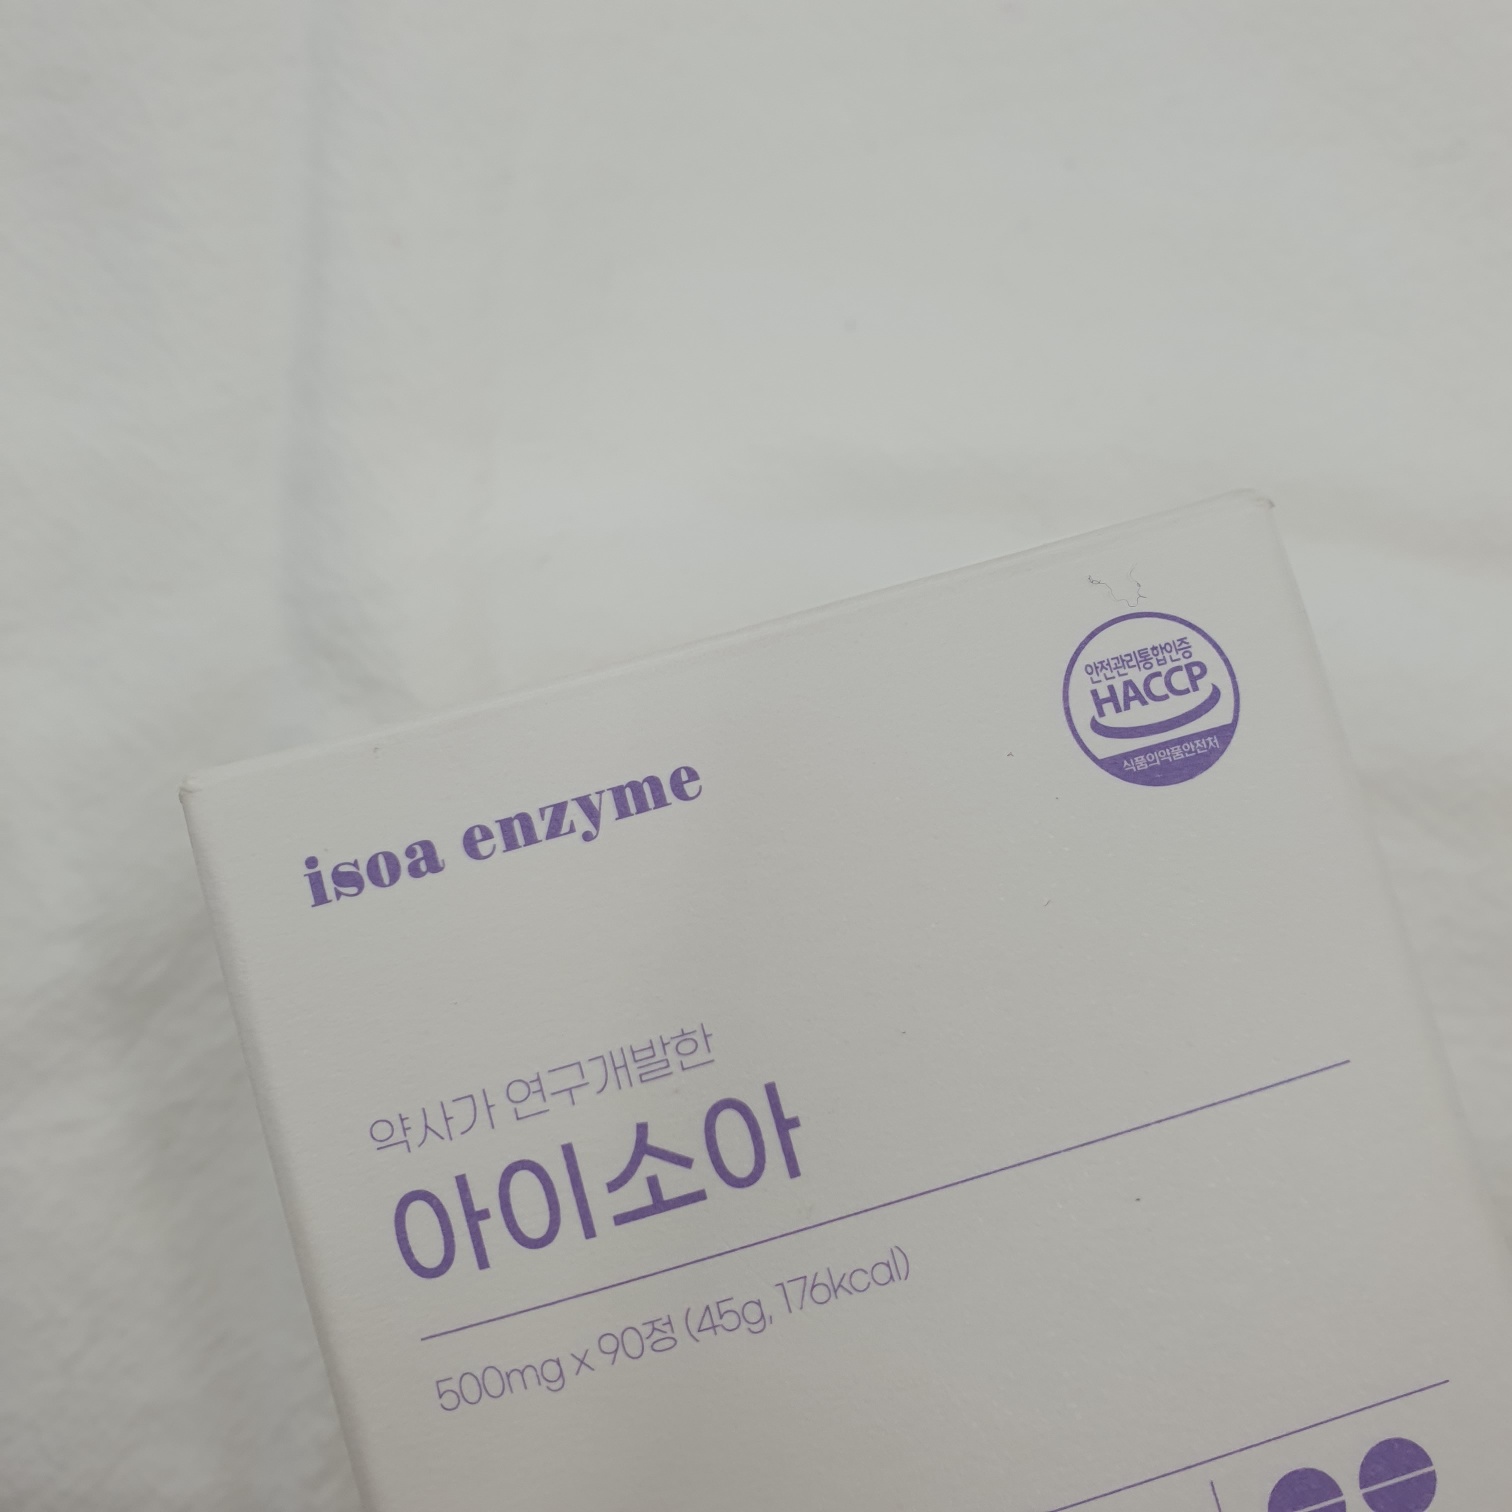 안전관리통합인증
HACCP
식품의약품안전처
isoa enzyme
약사가 연구개발한
아이소아
500mg x 90정 (45g, 176kcal)